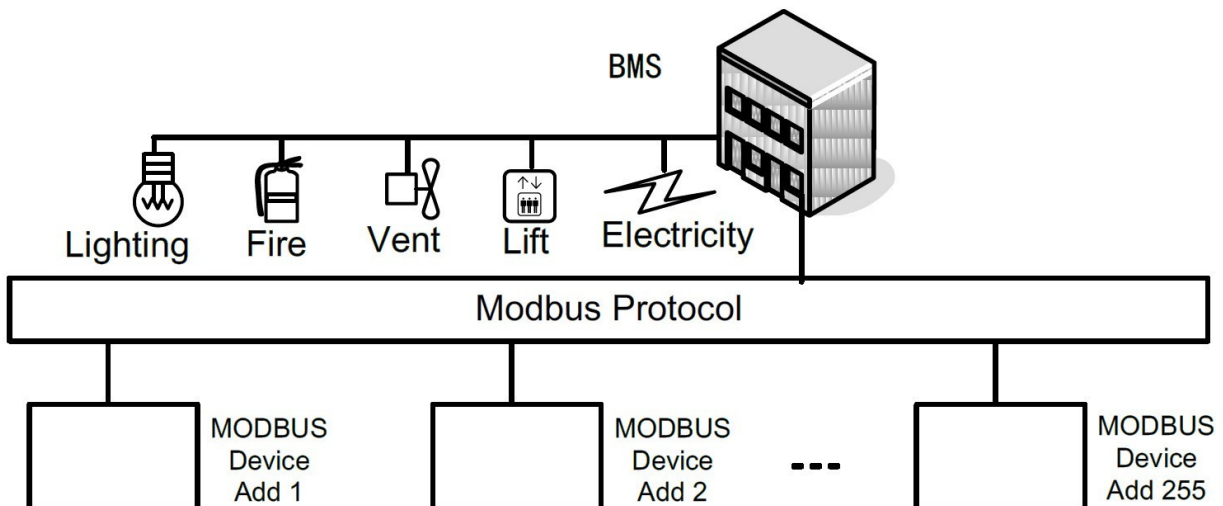 BMS
Lighting
Fire
Vent
Lift
Electricity
Modbus Protocol
MODBUS
Device
Add 1
MODBUS
Device
Add 2
MODBUS
Device
Add 255